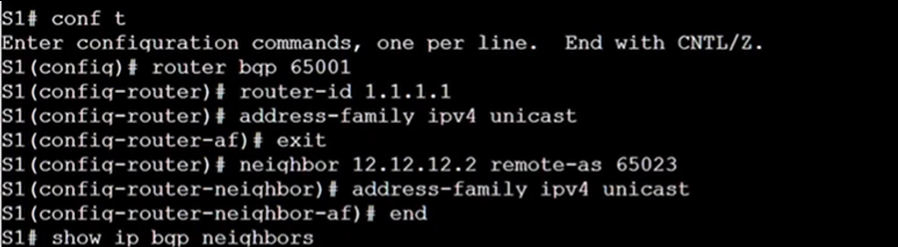 S1# conf t
Enter configuration commands, one per line.  End with CNTL/Z.
S1(config)# router bgp 65001
S1(config-router)# router-id 1.1.1.1
S1(config-router)# address-family ipv4 unicast
S1(config-router-af)# exit
S1(config-router)# neighbor 12.12.12.2 remote-as 65023
S1(config-router-neighbor)# address-family ipv4 unicast
S1(config-router-neighbor-af)# end
S1# show ip bgp neighbors